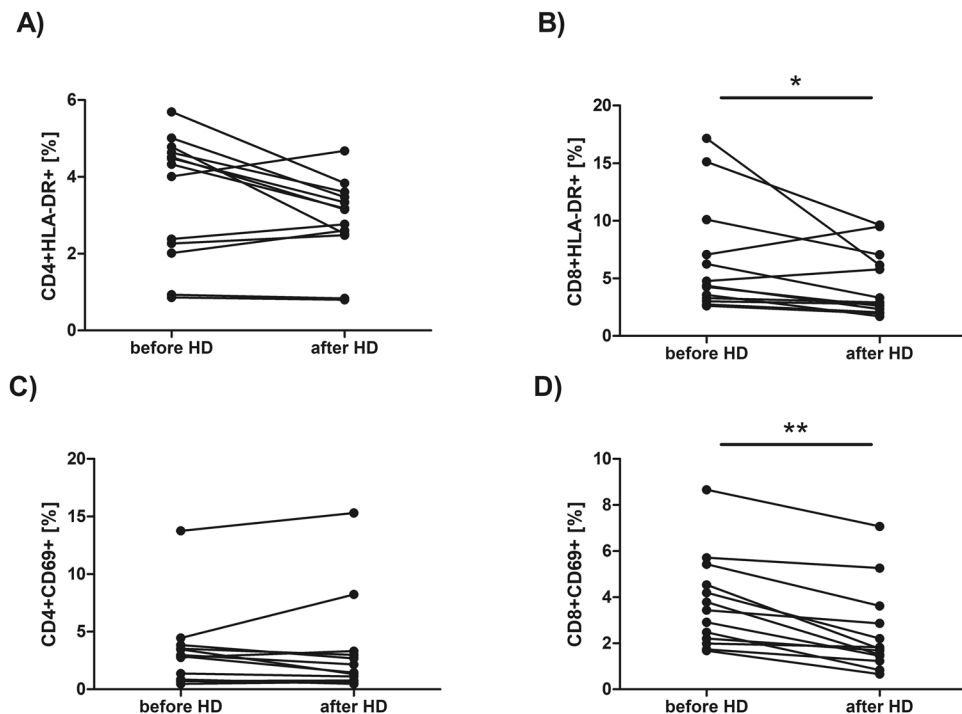 A)
CD4+HLA-DR+ [%]
6
4
2
0
before HD after HD
B)
*
CD8+HLA-DR+ [%]
20
15
10
5
0
before HD after HD
C)
CD4+CD69+ [%]
20
15
10
5
0
before HD after HD
D)
**
CD8+CD69+ [%]
10
8
6
4
2
0
before HD after HD